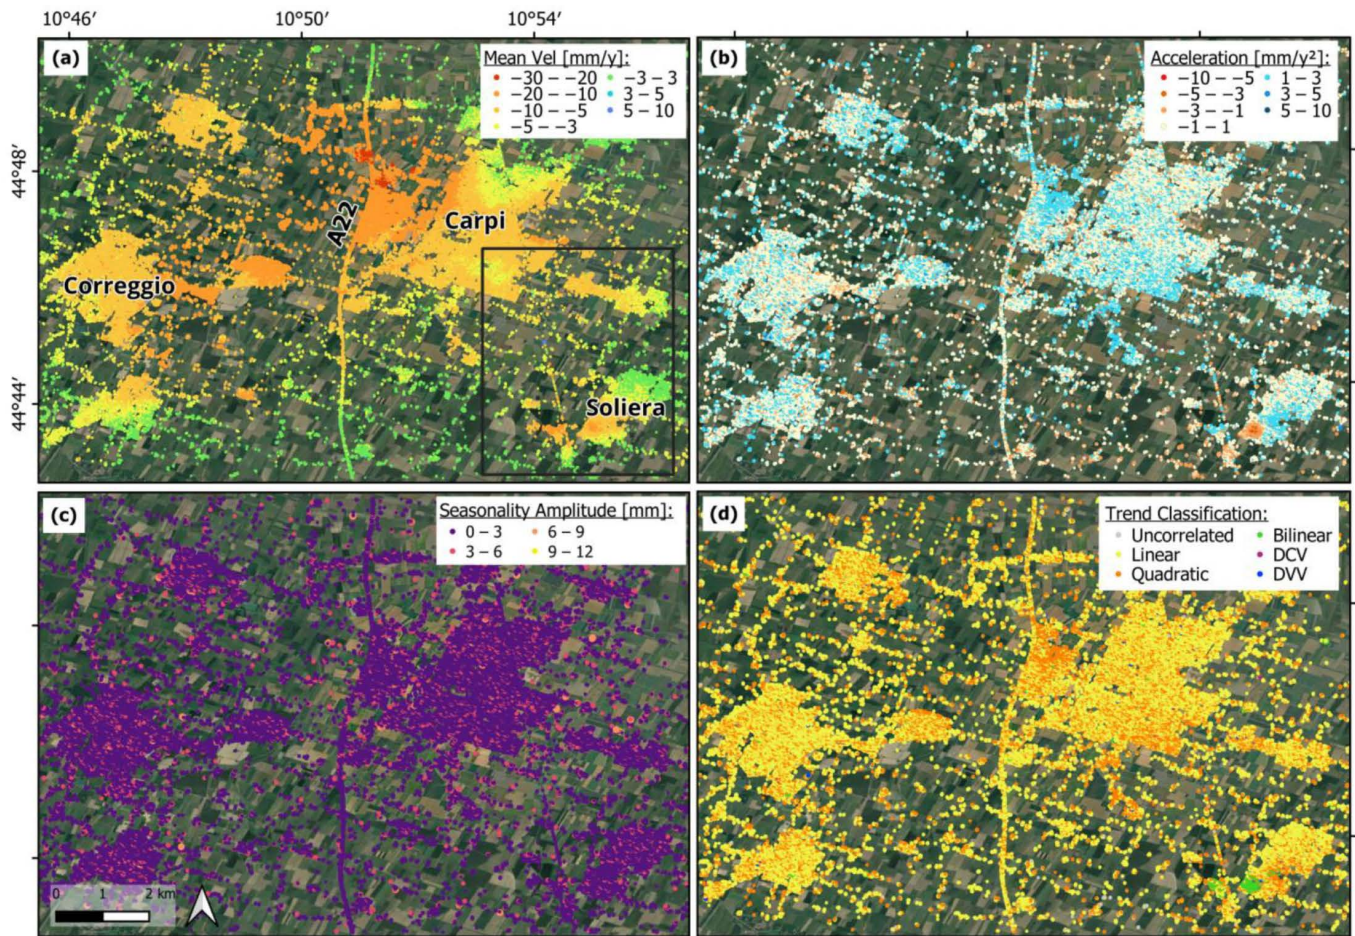 10°46′ 10°50′ 10°54′
(a)
Mean Vel [mm/y]:
−30 – −20 −3 – 3
−20 – −10 3 – 5
−10 – −5 5 – 10
−5 – −3
44°48′
44°44′
A22
Carpi
Correggio
Soliera
(b)
Acceleration [mm/y²]:
−10 – −5 1 – 3
−5 – −3 3 – 5
−3 – −1 5 – 10
−1 – 1
(c)
Seasonality Amplitude [mm]:
0 – 3 6 – 9
3 – 6 9 – 12
0 1 2 km
(d)
Trend Classification:
Uncorrelated Bilinear
Linear DCV
Quadratic DVV